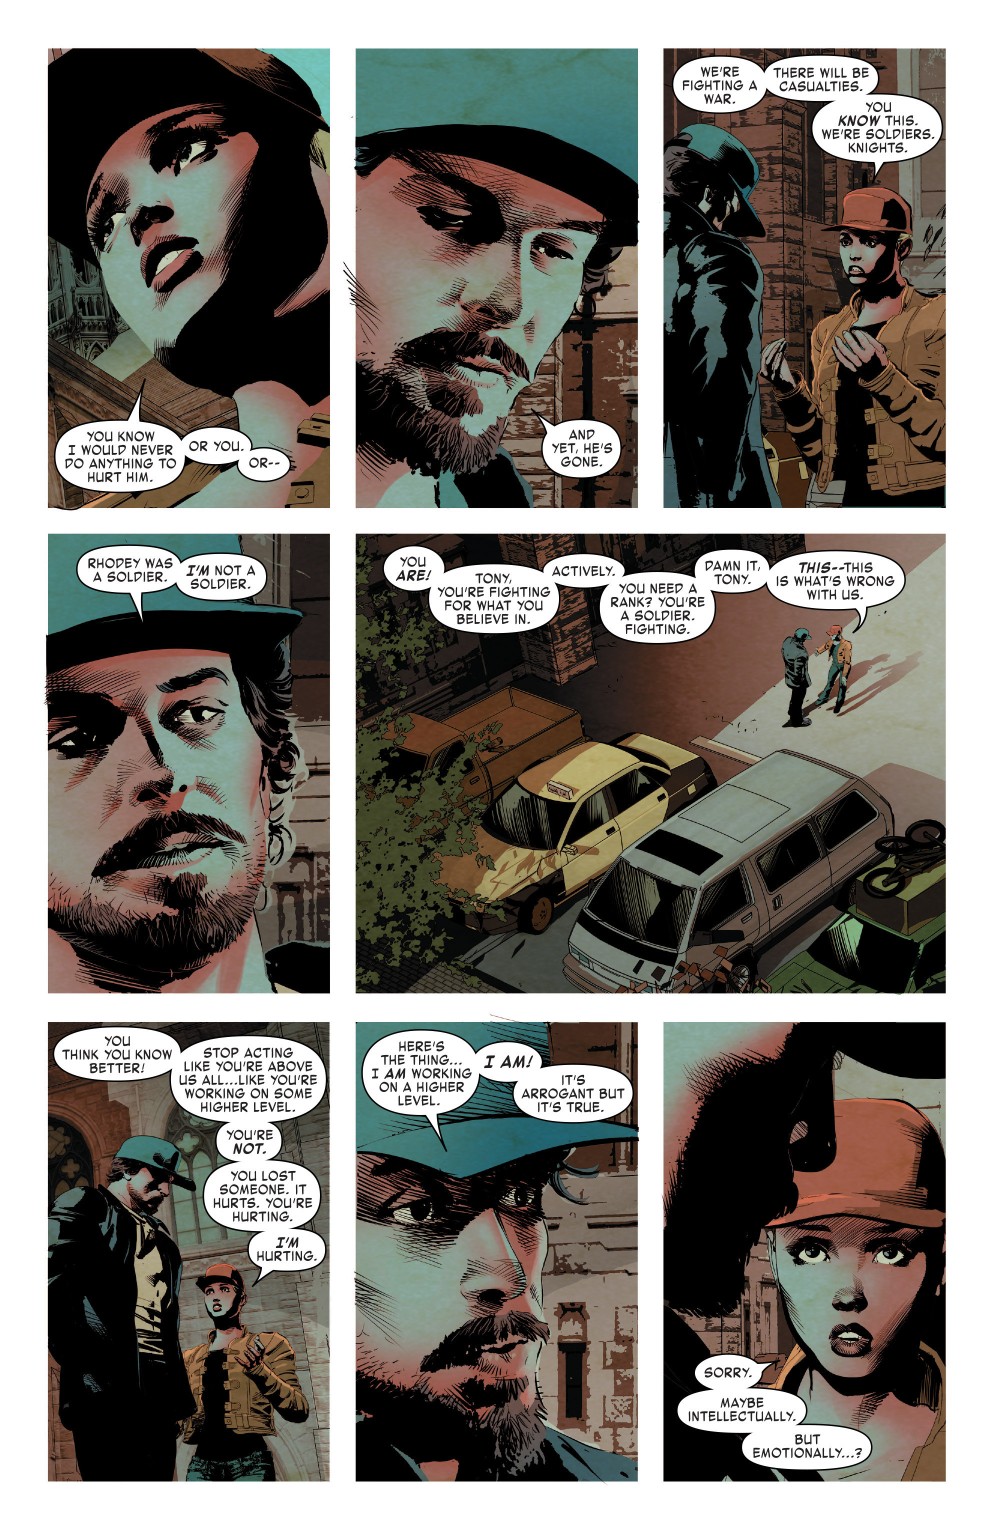 YOU KNOW
I WOULD NEVER
DO ANYTHING TO
HURT HIM.
OR YOU.
OR--
AND
YET, HE'S
GONE.
WE'RE
FIGHTING A
WAR.
THERE WILL BE
CASUALTIES.
YOU
KNOW THIS.
WE'RE SOLDIERS.
KNIGHTS.
RHODEY WAS
A SOLDIER.
I'M NOT A
SOLDIER.
YOU
ARE!
TONY,
YOU'RE FIGHTING
FOR WHAT YOU
BELIEVE IN.
ACTIVELY.
YOU NEED A
RANK? YOU'RE
A SOLDIER.
FIGHTING.
DAMN IT,
TONY.
THIS--THIS
IS WHAT'S WRONG
WITH US.
YOU
THINK YOU KNOW
BETTER!
STOP ACTING
LIKE YOU'RE ABOVE
US ALL...LIKE YOU'RE
WORKING ON SOME
HIGHER LEVEL.
YOU'RE
NOT.
YOU LOST
SOMEONE. IT
HURTS. YOU'RE
HURTING.
I'M
HURTING.
HERE'S
THE THING...
I AM WORKING
ON A HIGHER
LEVEL.
I AM!
IT'S
ARROGANT BUT
IT'S TRUE.
SORRY.
MAYBE
INTELLECTUALLY.
BUT
EMOTIONALLY...?